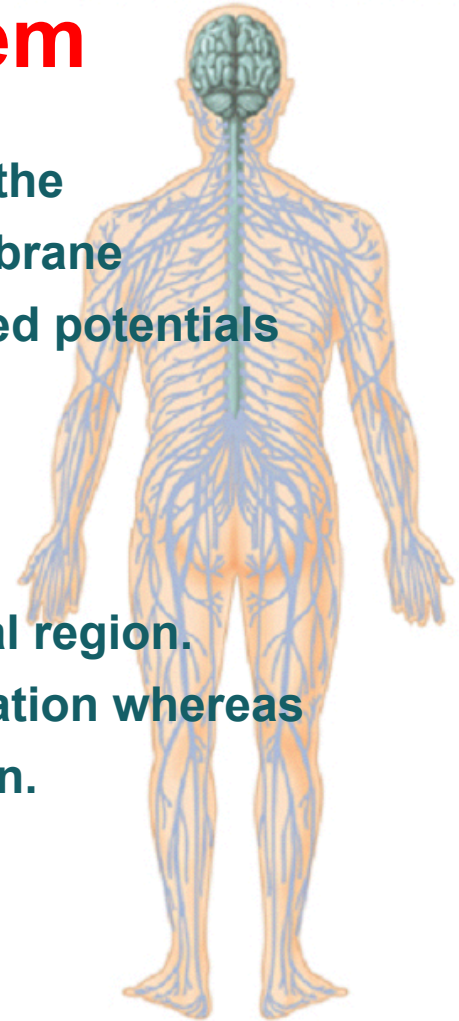 em
the
brane
ed potentials
al region.
ation whereas
n.